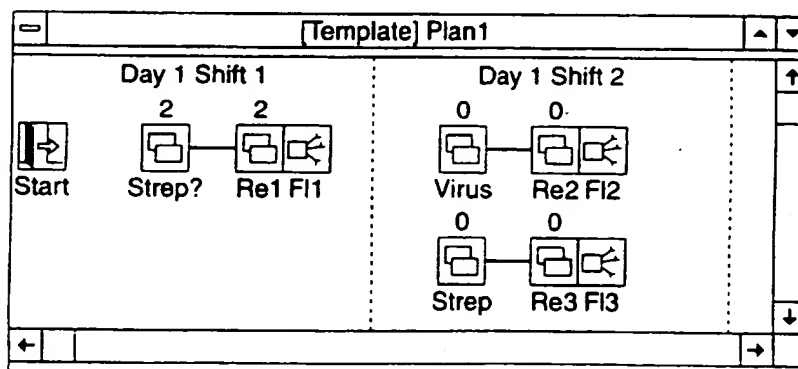 [Template] Plan1
Day 1 Shift 1
2 2
Start Strep? Re1 Fl1
Day 1 Shift 2
0 0
Virus Re2 Fl2
0 0
Strep Re3 Fl3